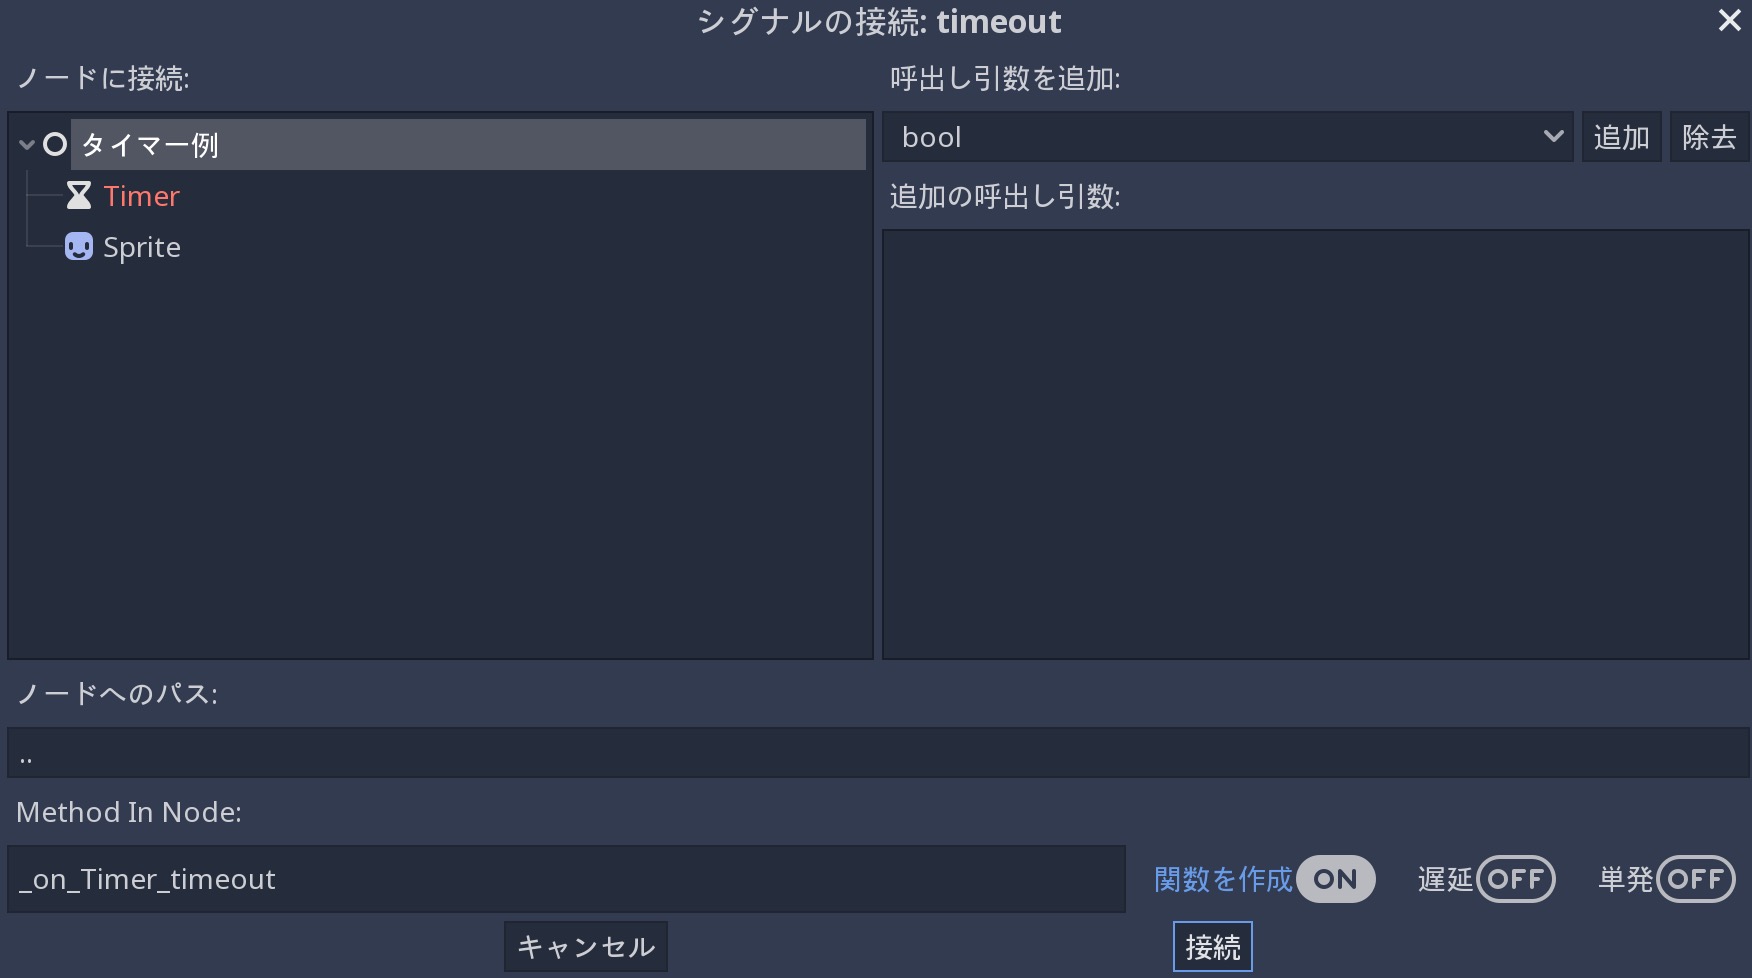 シグナルの接続: timeout
ノードに接続:
タイマー例
Timer
Sprite
呼出し引数を追加:
bool
追加
除去
追加の呼出し引数:
ノードへのパス:
..
Method In Node:
_on_Timer_timeout
関数を作成 ON
遅延 OFF
単発 OFF
キャンセル
接続